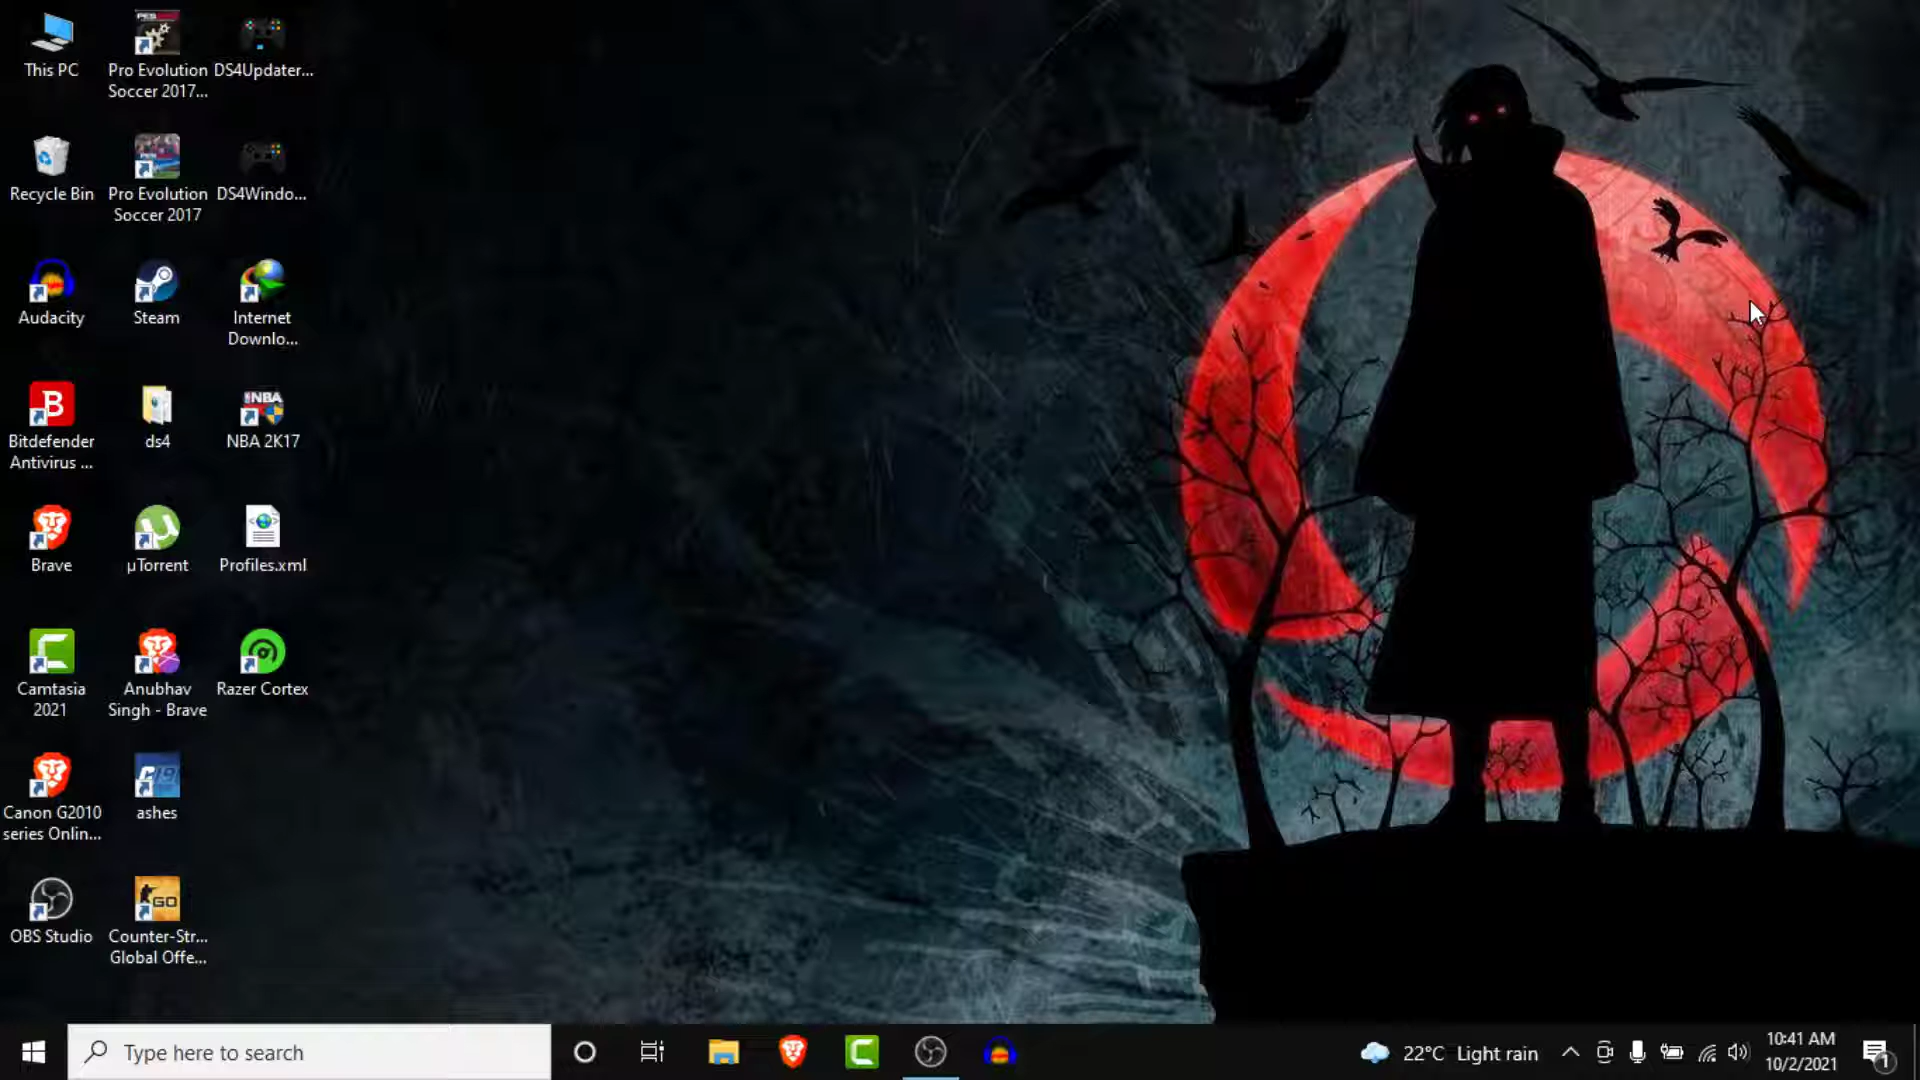 This PC
Pro Evolution
Soccer 2017...
DS4Updater...
Recycle Bin
Pro Evolution
Soccer 2017
DS4Windo...
Audacity
Steam
Internet
Downlo...
B
Bitdefender
Antivirus ...
ds4
NBA
NBA 2K17
Brave
µTorrent
Profiles.xml
Camtasia
2021
Anubhav
Singh - Brave
Razer Cortex
Canon G2010
series Onlin...
ashes
OBS Studio
GO
Counter-Str...
Global Offe...
Type here to search
22°C Light rain
10:41 AM
10/2/2021
1